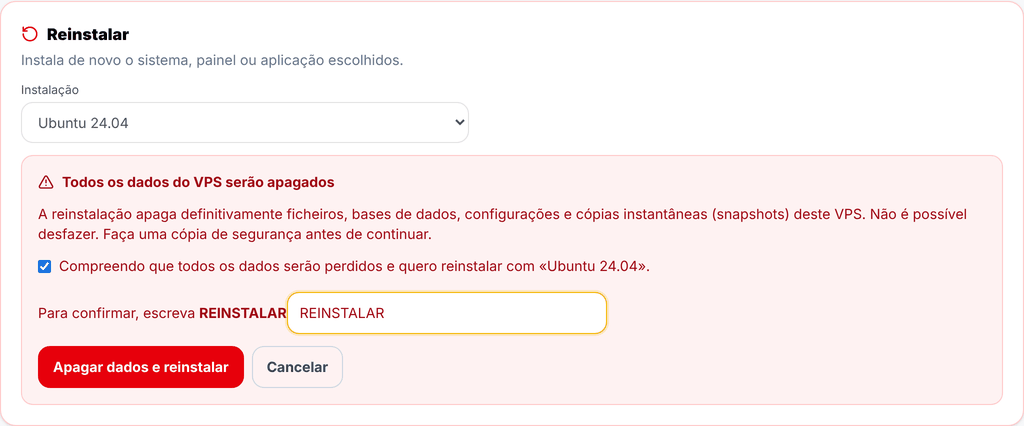 Reinstalar
Instala de novo o sistema, painel ou aplicação escolhidos.
Instalação
Ubuntu 24.04
Todos os dados do VPS serão apagados
A reinstalação apaga definitivamente ficheiros, bases de dados, configurações e cópias instantâneas (snapshots) deste VPS. Não é possível
desfazer. Faça uma cópia de segurança antes de continuar.
Compreendo que todos os dados serão perdidos e quero reinstalar com «Ubuntu 24.04».
Para confirmar, escreva REINSTALAR REINSTALAR
Apagar dados e reinstalar Cancelar